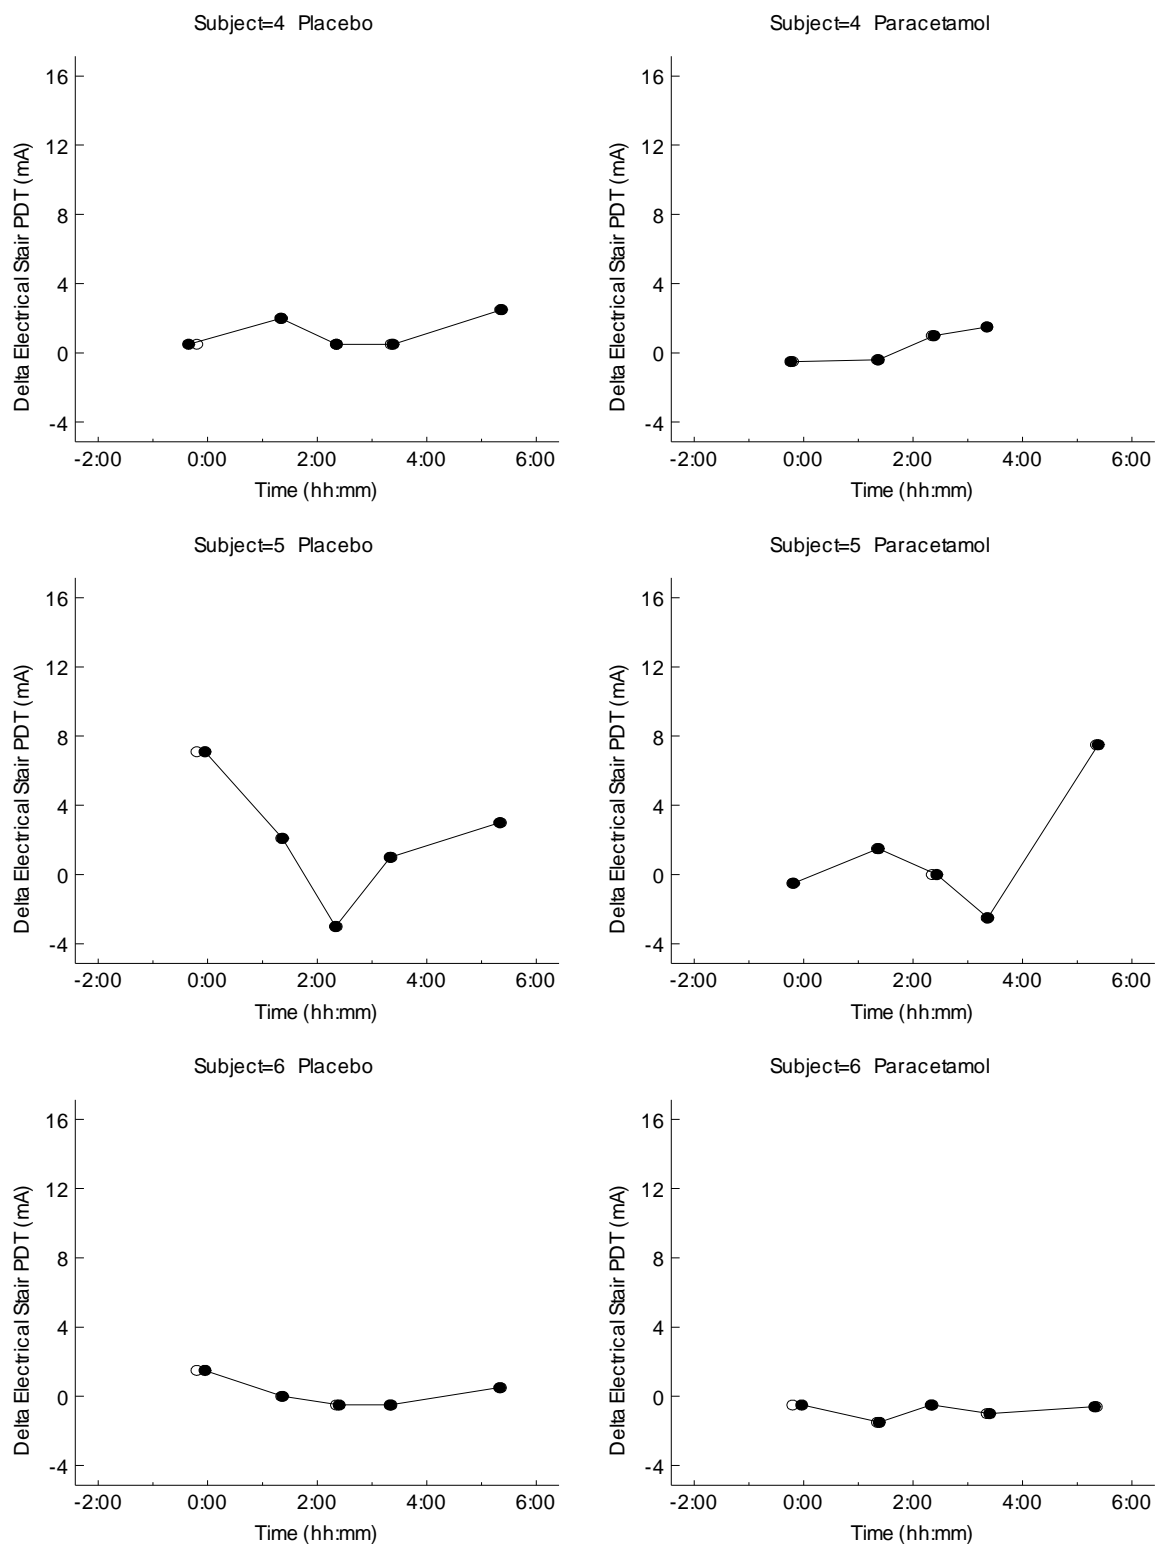 Subject=4 Placebo
Delta Electrical Stair PDT (mA)
16
12
8
4
0
-4
-2:00 0:00 2:00 4:00 6:00
Time (hh:mm)
Subject=4 Paracetamol
Delta Electrical Stair PDT (mA)
16
12
8
4
0
-4
-2:00 0:00 2:00 4:00 6:00
Time (hh:mm)
Subject=5 Placebo
Delta Electrical Stair PDT (mA)
16
12
8
4
0
-4
-2:00 0:00 2:00 4:00 6:00
Time (hh:mm)
Subject=5 Paracetamol
Delta Electrical Stair PDT (mA)
16
12
8
4
0
-4
-2:00 0:00 2:00 4:00 6:00
Time (hh:mm)
Subject=6 Placebo
Delta Electrical Stair PDT (mA)
16
12
8
4
0
-4
-2:00 0:00 2:00 4:00 6:00
Time (hh:mm)
Subject=6 Paracetamol
Delta Electrical Stair PDT (mA)
16
12
8
4
0
-4
-2:00 0:00 2:00 4:00 6:00
Time (hh:mm)